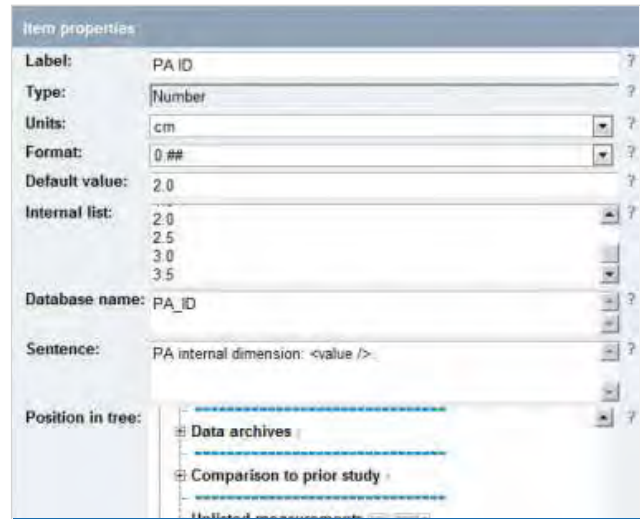 Item properties
Label: PA ID ?
Type: Number ?
Units: cm ?
Format: 0.## ?
Default value: 2.0 ?
Internal list: ?
2.0
2.5
3.0
3.5
Database name: PA_ID ?
Sentence: PA internal dimension: <value />. ?
Position in tree: ?
Data archives
Comparison to prior study